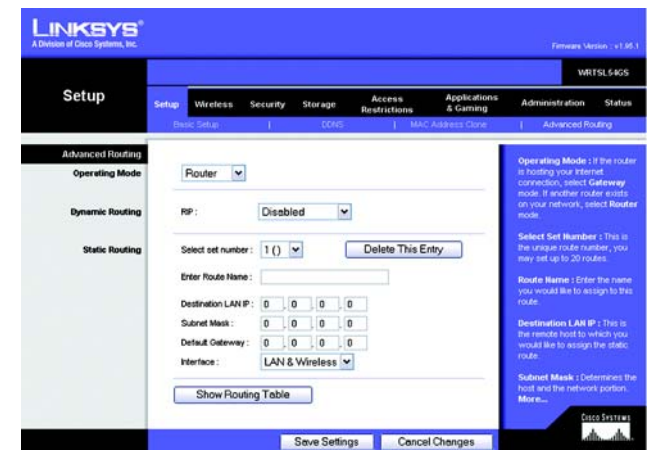 LINKSYS®
A Division of Cisco Systems, Inc.
Firmware Version : v1.95.1
WRTSL54GS
Setup
Setup Wireless Security Storage Access Restrictions Applications & Gaming Administration Status
Basic Setup | DDNS | MAC Address Clone | Advanced Routing
Advanced Routing
Operating Mode
Router
Dynamic Routing
RIP :
Disabled
Static Routing
Select set number :
1 ()
Delete This Entry
Enter Route Name :
Destination LAN IP : 0 . 0 . 0 . 0
Subnet Mask : 0 . 0 . 0 . 0
Default Gateway : 0 . 0 . 0 . 0
Interface : LAN & Wireless
Show Routing Table
Save Settings Cancel Changes
Operating Mode : If the router
is hosting your Internet
connection, select Gateway
mode. If another router exists
on your network, select Router
mode.
Select Set Number : This is
the unique route number, you
may set up to 20 routes.
Route Name : Enter the name
you would like to assign to this
route.
Destination LAN IP : This is
the remote host to which you
would like to assign the static
route.
Subnet Mask : Determines the
host and the network portion.
More...
CISCO SYSTEMS